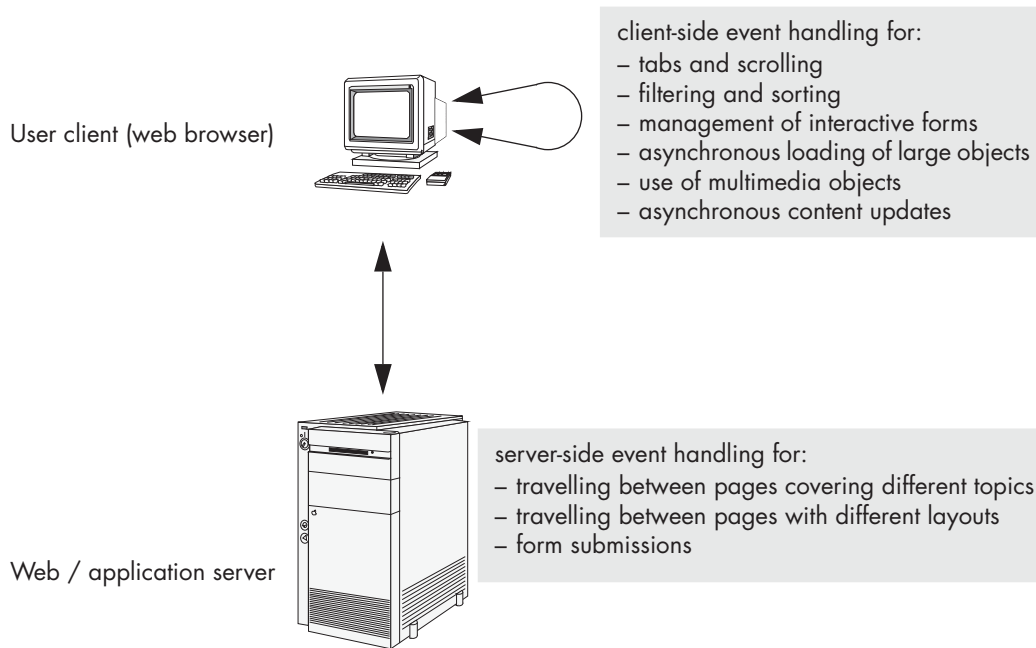 client-side event handling for:
– tabs and scrolling
– filtering and sorting
User client (web browser)
– management of interactive forms
– asynchronous loading of large objects
– use of multimedia objects
– asynchronous content updates
server-side event handling for:
– travelling between pages covering different topics
– travelling between pages with different layouts
– form submissions
Web / application server